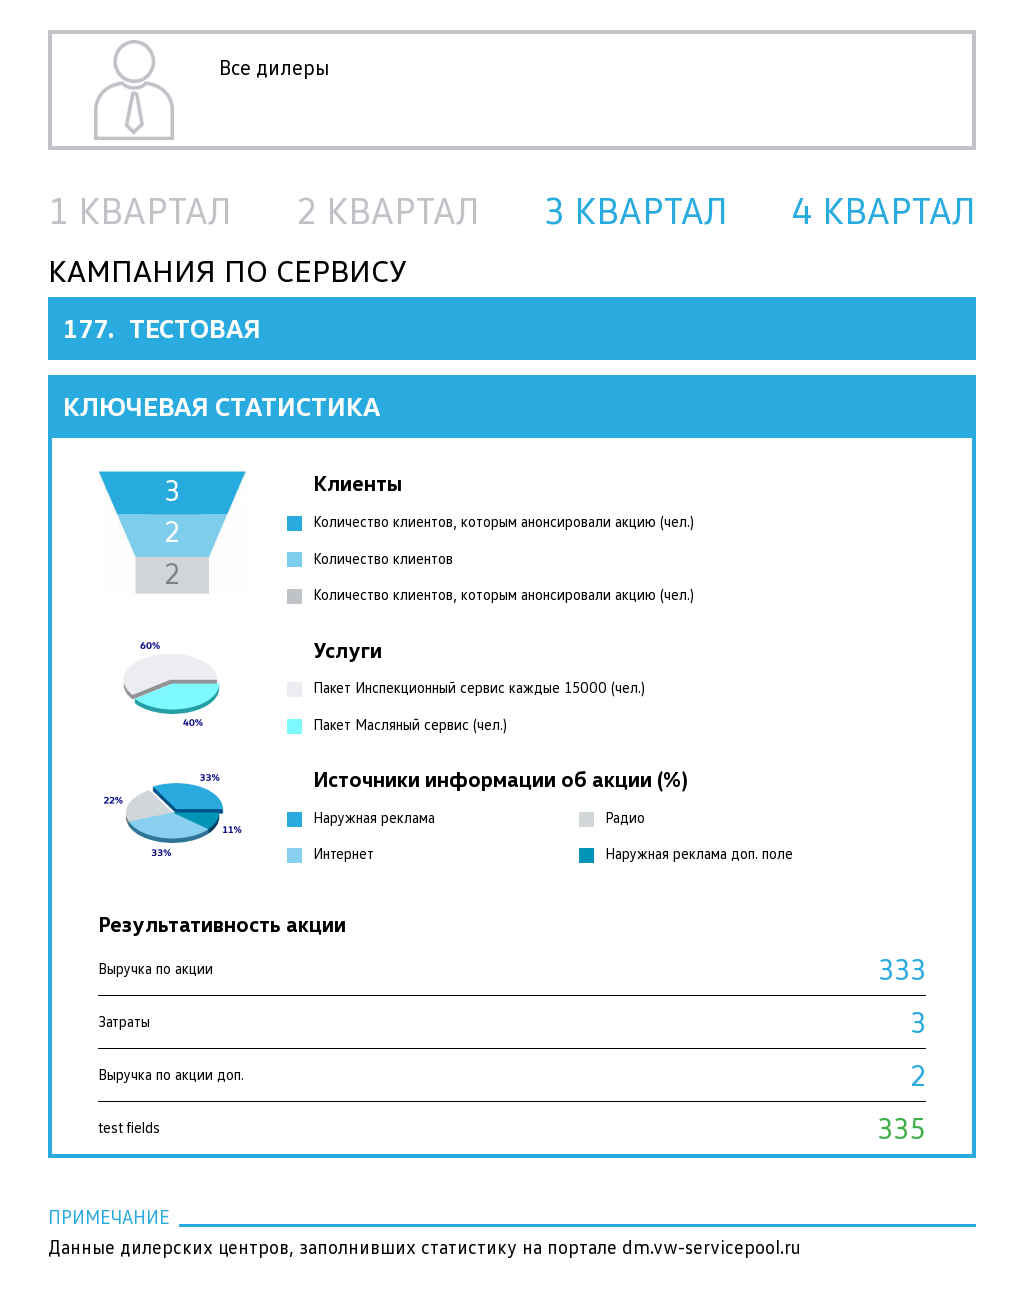 Все дилеры
1 КВАРТАЛ 2 КВАРТАЛ 3 КВАРТАЛ 4 КВАРТАЛ
КАМПАНИЯ ПО СЕРВИСУ
177. ТЕСТОВАЯ
КЛЮЧЕВАЯ СТАТИСТИКА
3
2
2
Клиенты
Количество клиентов, которым анонсировали акцию (чел.)
Количество клиентов
Количество клиентов, которым анонсировали акцию (чел.)
60%
40%
Услуги
Пакет Инспекционный сервис каждые 15000 (чел.)
Пакет Масляный сервис (чел.)
33%
22%
11%
33%
Источники информации об акции (%)
Наружная реклама Радио
Интернет Наружная реклама доп. поле
Результативность акции
Выручка по акции 333
Затраты 3
Выручка по акции доп. 2
test fields 335
ПРИМЕЧАНИЕ
Данные дилерских центров, заполнивших статистику на портале dm.vw-servicepool.ru